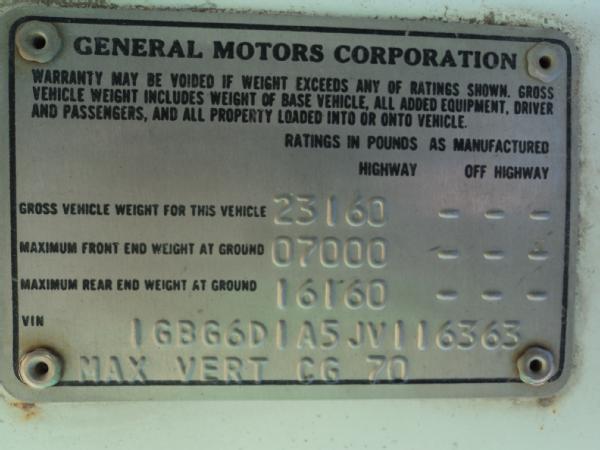 GENERAL MOTORS CORPORATION
WARRANTY MAY BE VOIDED IF WEIGHT EXCEEDS ANY OF RATINGS SHOWN. GROSS
VEHICLE WEIGHT INCLUDES WEIGHT OF BASE VEHICLE, ALL ADDED EQUIPMENT, DRIVER
AND PASSENGERS, AND ALL PROPERTY LOADED INTO OR ONTO VEHICLE.
RATINGS IN POUNDS AS MANUFACTURED
HIGHWAY OFF HIGHWAY
GROSS VEHICLE WEIGHT FOR THIS VEHICLE 23160 - - -
MAXIMUM FRONT END WEIGHT AT GROUND 07000 - - -
MAXIMUM REAR END WEIGHT AT GROUND 16160 - - -
VIN 1GBG6D1A5JV116363
MAX VERT CG 70